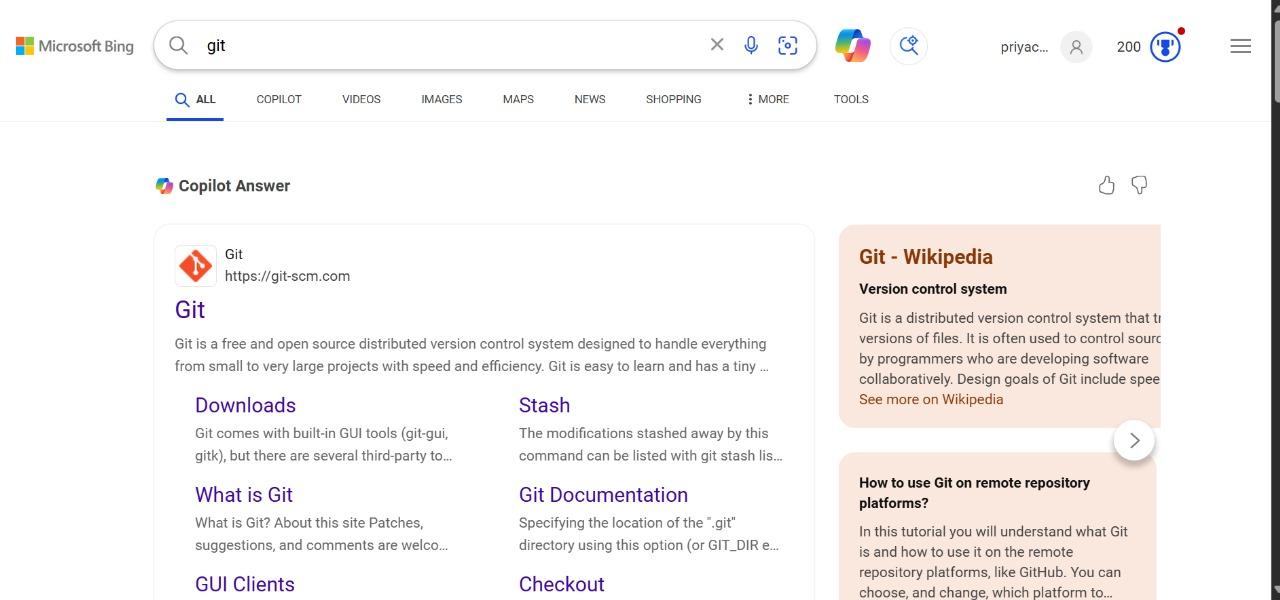 Microsoft Bing
git
priyac...
200
ALL
COPILOT
VIDEOS
IMAGES
MAPS
NEWS
SHOPPING
MORE
TOOLS
Copilot Answer
Git
https://git-scm.com
Git
Git is a free and open source distributed version control system designed to handle everything
from small to very large projects with speed and efficiency. Git is easy to learn and has a tiny ...
Downloads
Git comes with built-in GUI tools (git-gui,
gitk), but there are several third-party to...
Stash
The modifications stashed away by this
command can be listed with git stash lis...
What is Git
What is Git? About this site Patches,
suggestions, and comments are welco...
Git Documentation
Specifying the location of the ".git"
directory using this option (or GIT_DIR e...
GUI Clients
Checkout
Git - Wikipedia
Version control system
Git is a distributed version control system that
versions of files. It is often used to control
by programmers who are developing software
collaboratively. Design goals of Git include
See more on Wikipedia
How to use Git on remote repository
platforms?
In this tutorial you will understand what Git
is and how to use it on the remote
repository platforms, like GitHub. You can
choose, and change, which platform to...